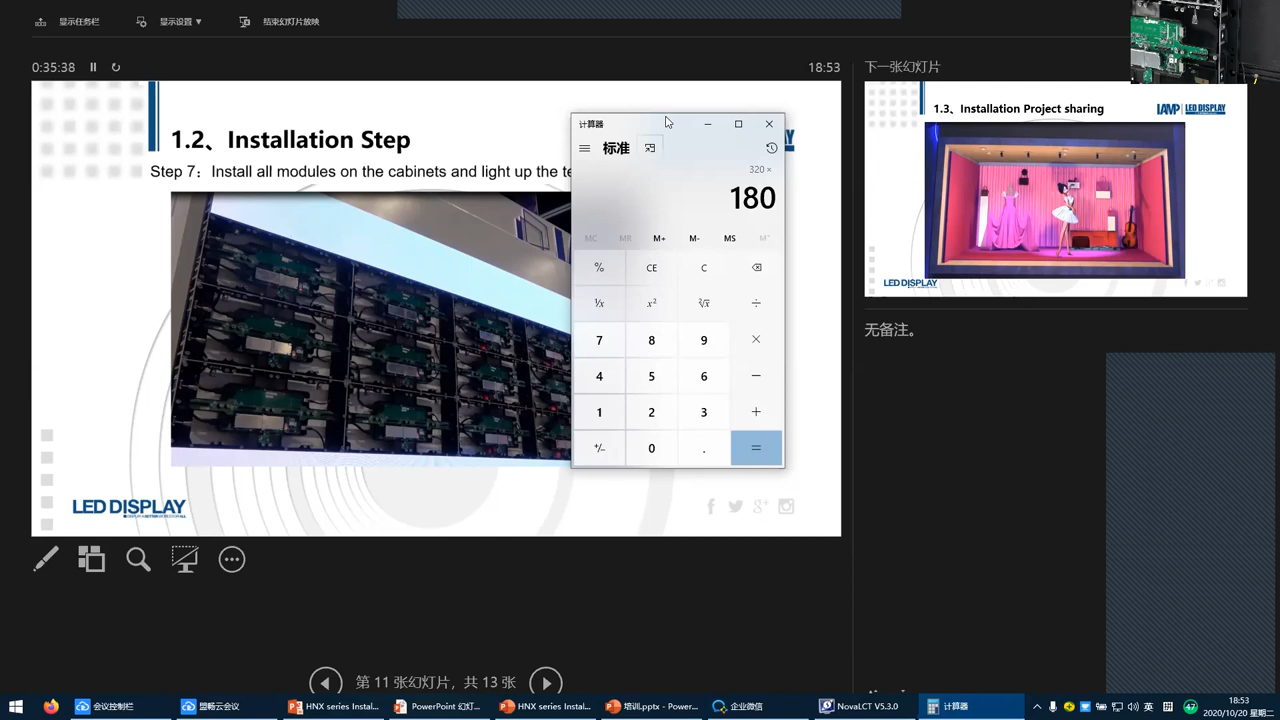 显示任务栏
显示设置 ▼
结束幻灯片放映
0:35:38
18:53
1.2、Installation Step
Step 7：Install all modules on the cabinets and light up the
LED DISPLAY
计算器
标准
320 ×
180
MC MR M+ M- MS
% CE C
¹/x x² ²√x ÷
7 8 9 ×
4 5 6 −
1 2 3 +
+/− 0 . =
第 11 张幻灯片，共 13 张
下一张幻灯片
1.3、Installation Project sharing
LAMP LED DISPLAY
LED DISPLAY
无备注。
会议控制栏
盟畅云会议
HNX series Instal...
PowerPoint 幻灯...
HNX series Instal...
培训.pptx - Power...
企业微信
NovaLCT V5.3.0
计算器
英
拼
18:53
2020/10/20 星期二